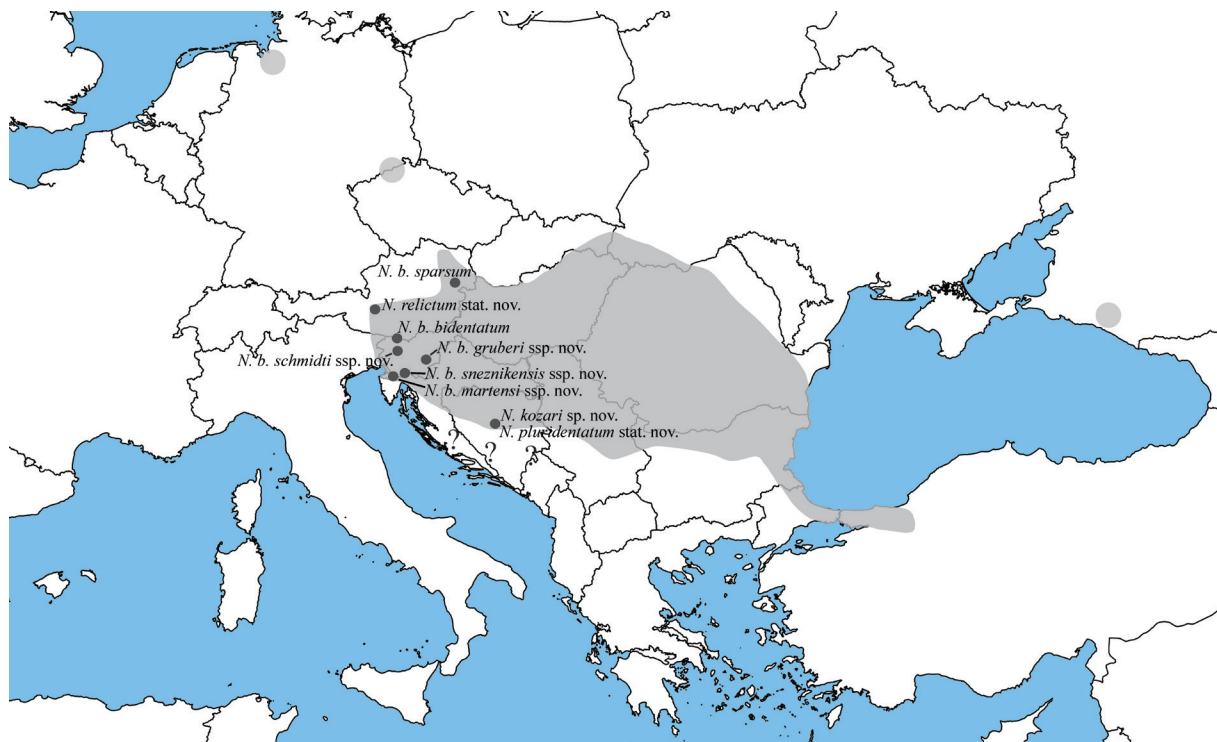 N. b. sparsum
N. relictum stat. nov.
N. b. bidentatum
N. b. gruberi ssp. nov.
N. b. schmidti ssp. nov.
N. b. sneznikensis ssp. nov.
N. b. martensi ssp. nov.
N. kozari sp. nov.
N. pluridentatum stat. nov.
?
?
?